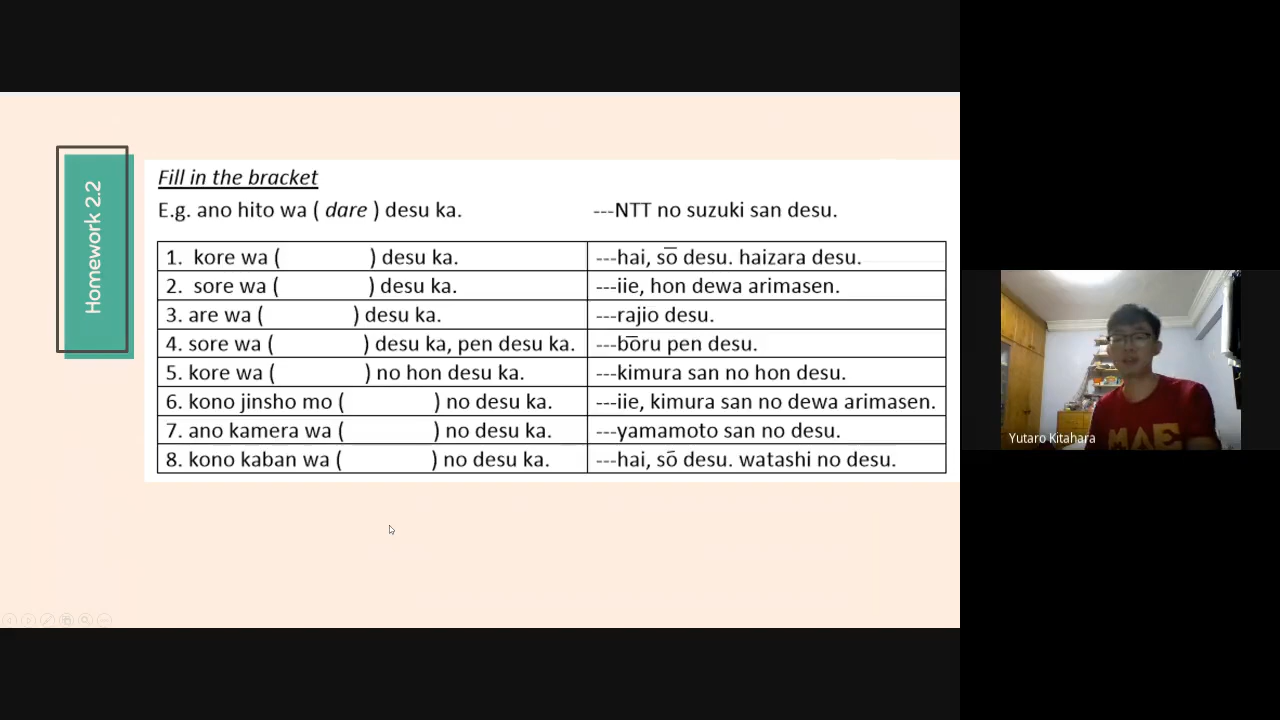 Homework 2.2
Fill in the bracket
E.g. ano hito wa ( dare ) desu ka. ---NTT no suzuki san desu.
1. kore wa ( ) desu ka. ---hai, sō desu. haizara desu.
2. sore wa ( ) desu ka. ---iie, hon dewa arimasen.
3. are wa ( ) desu ka. ---rajio desu.
4. sore wa ( ) desu ka, pen desu ka. ---bōru pen desu.
5. kore wa ( ) no hon desu ka. ---kimura san no hon desu.
6. kono jinsho mo ( ) no desu ka. ---iie, kimura san no dewa arimasen.
7. ano kamera wa ( ) no desu ka. ---yamamoto san no desu.
8. kono kaban wa ( ) no desu ka. ---hai, sō desu. watashi no desu.
MAE
Yutaro Kitahara